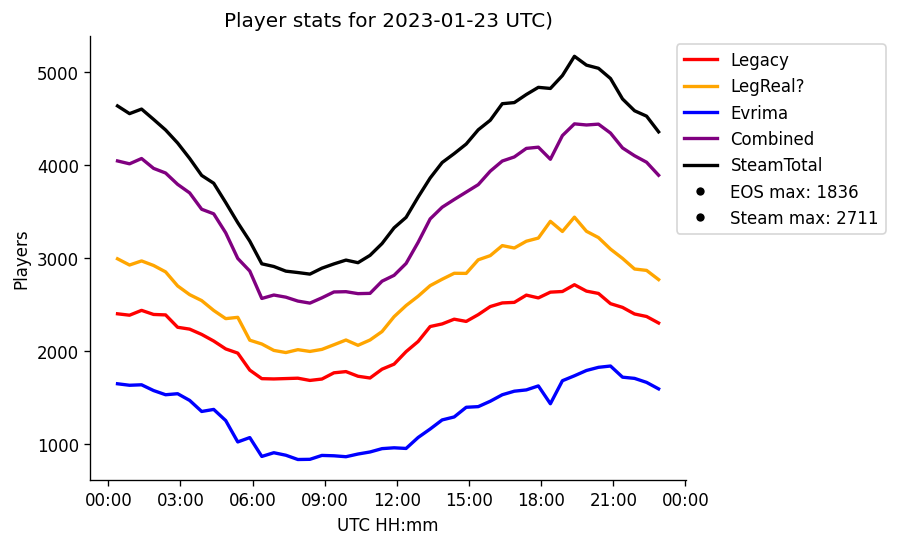 Player stats for 2023-01-23 UTC)
Players
5000
4000
3000
2000
1000
00:00 03:00 06:00 09:00 12:00 15:00 18:00 21:00 00:00
UTC HH:mm
Legacy
LegReal?
Evrima
Combined
SteamTotal
EOS max: 1836
Steam max: 2711